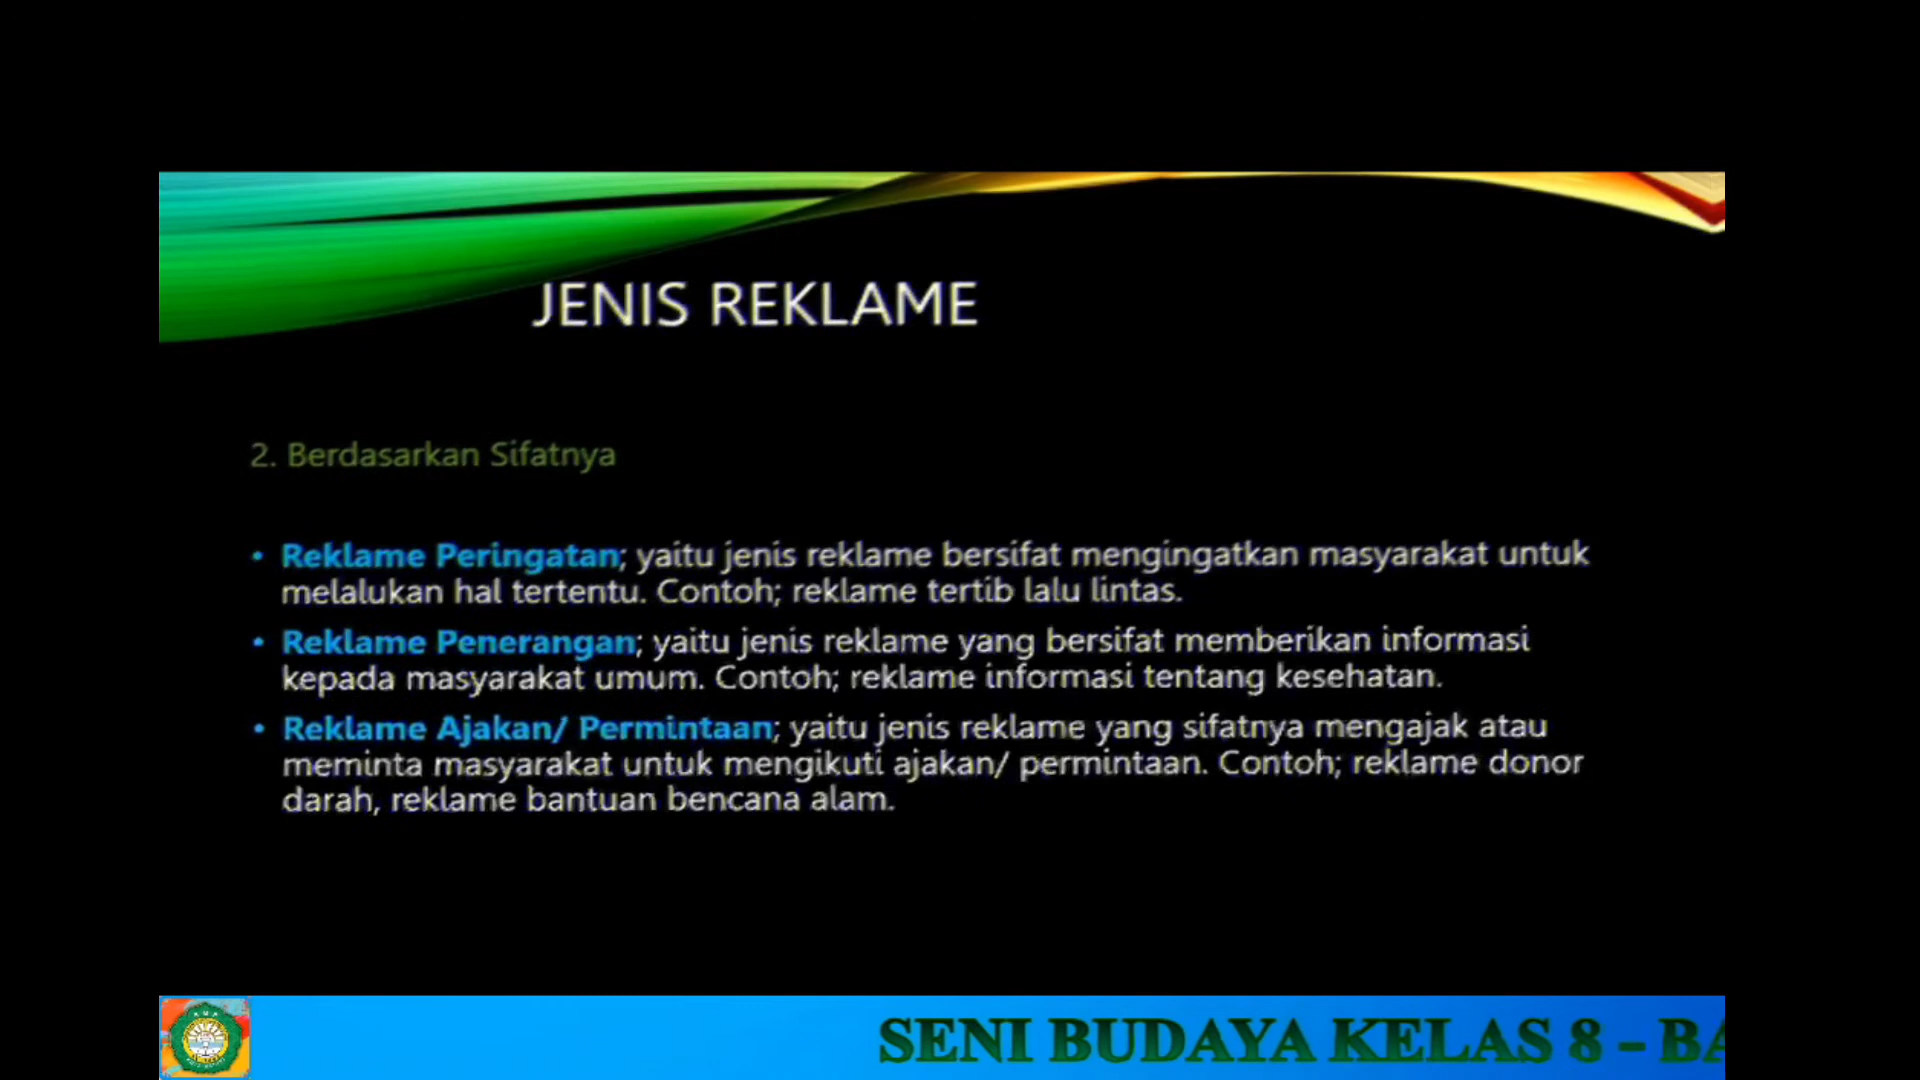 JENIS REKLAME
2. Berdasarkan Sifatnya
• Reklame Peringatan; yaitu jenis reklame bersifat mengingatkan masyarakat untuk
melalukan hal tertentu. Contoh; reklame tertib lalu lintas.
• Reklame Penerangan; yaitu jenis reklame yang bersifat memberikan informasi
kepada masyarakat umum. Contoh; reklame informasi tentang kesehatan.
• Reklame Ajakan/ Permintaan; yaitu jenis reklame yang sifatnya mengajak atau
meminta masyarakat untuk mengikuti ajakan/ permintaan. Contoh; reklame donor
darah, reklame bantuan bencana alam.
SENI BUDAYA KELAS 8 – BA